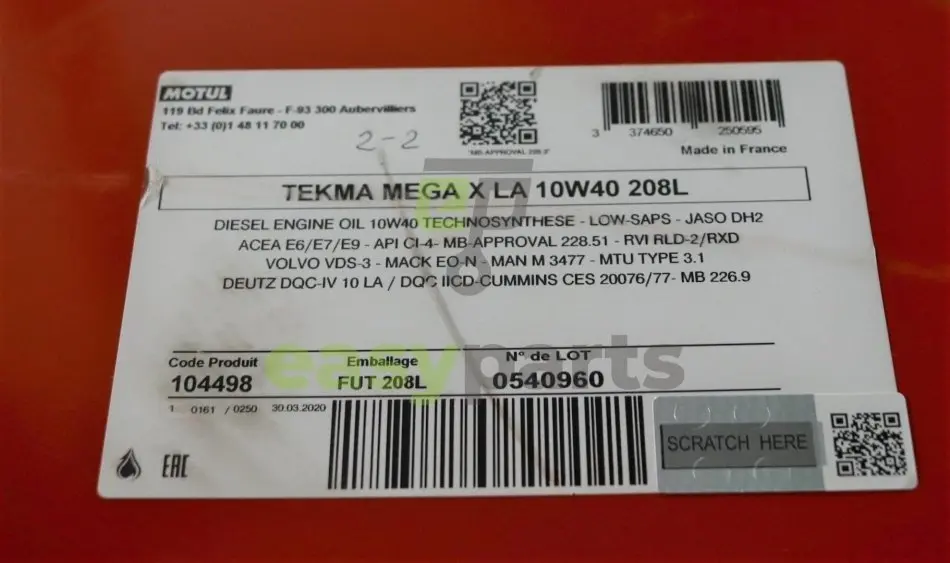 MOTUL
119 Bd Felix Faure - F-93 300 Aubervilliers
Tel: +33 (0)1 48 11 70 00
2-2
"MB-APPROVAL 228.3"
3 374650 250595
Made in France
TEKMA MEGA X LA 10W40 208L
DIESEL ENGINE OIL 10W40 TECHNOSYNTHESE - LOW-SAPS - JASO DH2
ACEA E6/E7/E9 - API CI-4- MB-APPROVAL 228.51 - RVI RLD-2/RXD
VOLVO VDS-3 - MACK EO-N - MAN M 3477 - MTU TYPE 3.1
DEUTZ DQC-IV 10 LA / DQC IICD-CUMMINS CES 20076/77- MB 226.9
easyparts
Code Produit Emballage N° de LOT
104498 FUT 208L 0540960
1 0161 / 0250 30.03.2020
SCRATCH HERE
EAC